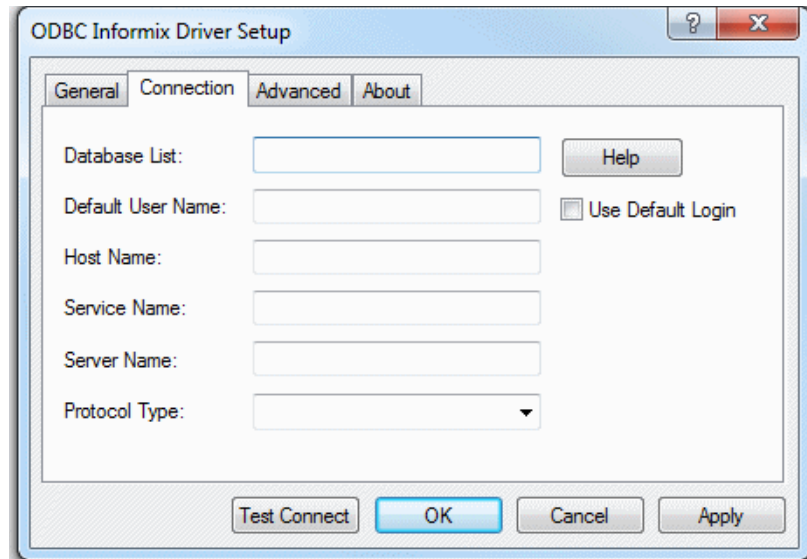 ODBC Informix Driver Setup
General Connection Advanced About
Database List: Help
Default User Name: Use Default Login
Host Name:
Service Name:
Server Name:
Protocol Type:
Test Connect OK Cancel Apply